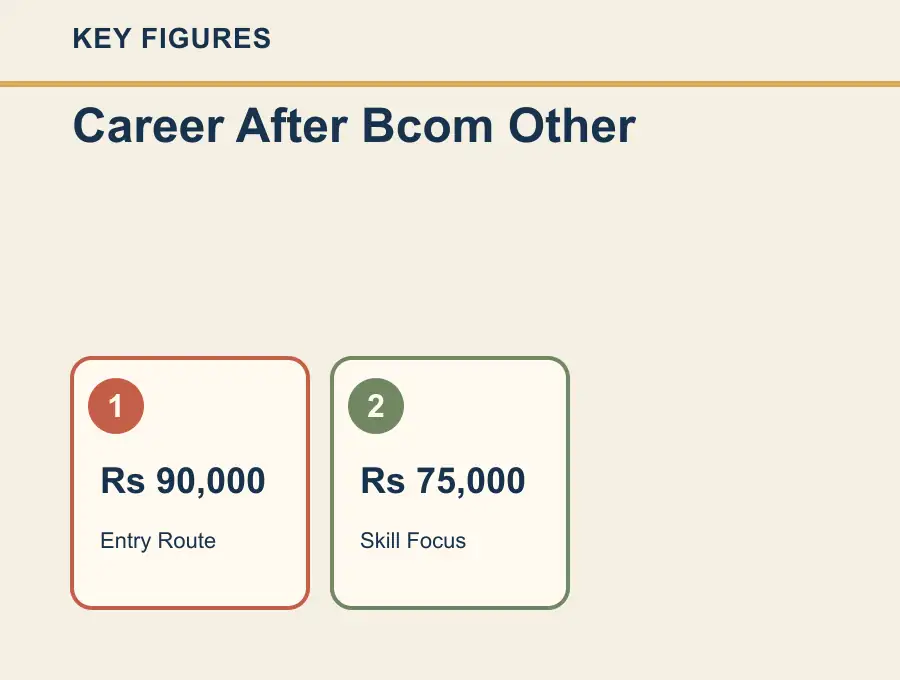 KEY FIGURES
Career After Bcom Other
1
Rs 90,000
Entry Route
2
Rs 75,000
Skill Focus